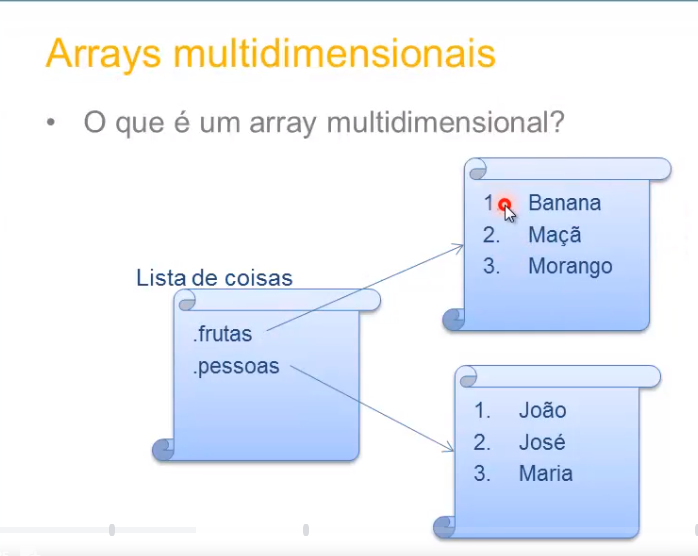 Arrays multidimensionais
• O que é um array multidimensional?
Lista de coisas
.frutas
.pessoas
1. Banana
2. Maçã
3. Morango
1. João
2. José
3. Maria